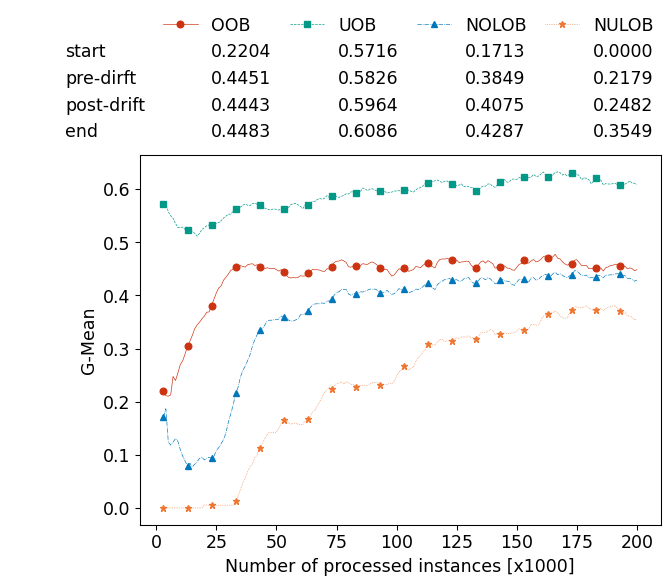 OOB UOB NOLOB NULOB
start 0.2204 0.5716 0.1713 0.0000
pre-dirft 0.4451 0.5826 0.3849 0.2179
post-drift 0.4443 0.5964 0.4075 0.2482
end 0.4483 0.6086 0.4287 0.3549
0.6
0.5
0.4
0.3
0.2
0.1
0.0
G-Mean
0 25 50 75 100 125 150 175 200
Number of processed instances [x1000]